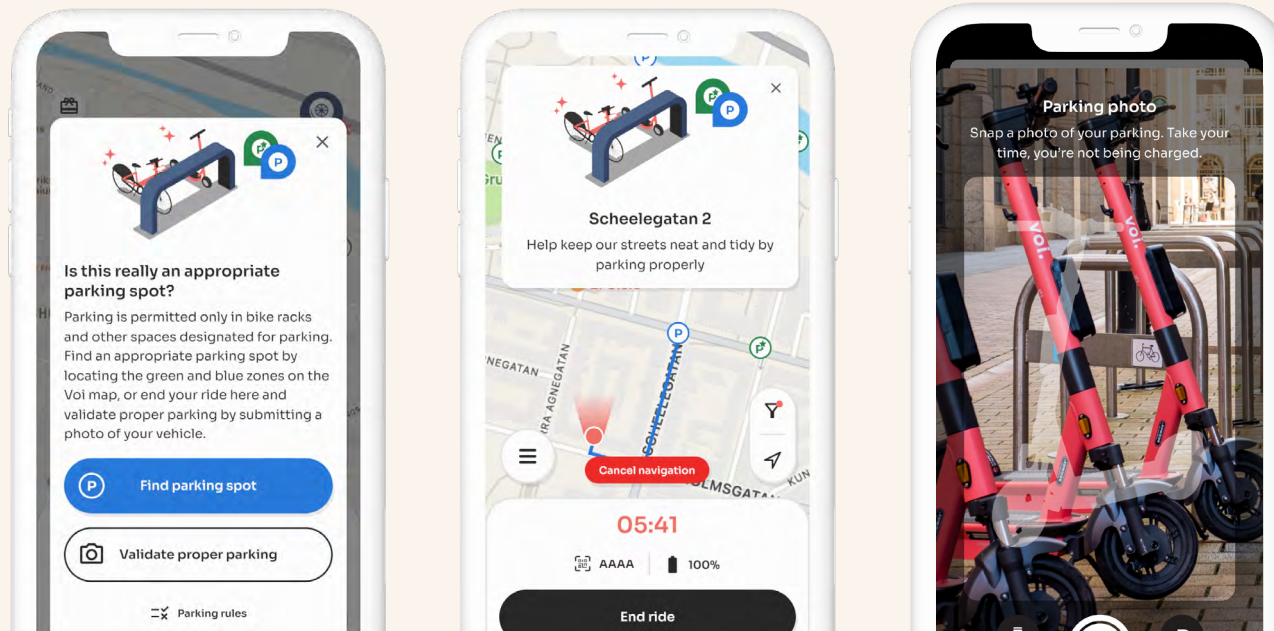 P
P
Is this really an appropriate
parking spot?
Parking is permitted only in bike racks
and other spaces designated for parking.
Find an appropriate parking spot by
locating the green and blue zones on the
Voi map, or end your ride here and
validate proper parking by submitting a
photo of your vehicle.
P
Find parking spot
Validate proper parking
Parking rules
P
P
P
Scheelegatan 2
Help keep our streets neat and tidy by
parking properly
P
P
NEGATAN
RRA AGNEGATAN
SCHEELEGATAN
Cancel navigation
OLMSGATAN
KUN
05:41
AAAA
100%
End ride
Parking photo
Snap a photo of your parking. Take your
time, you're not being charged.
voi.
voi.